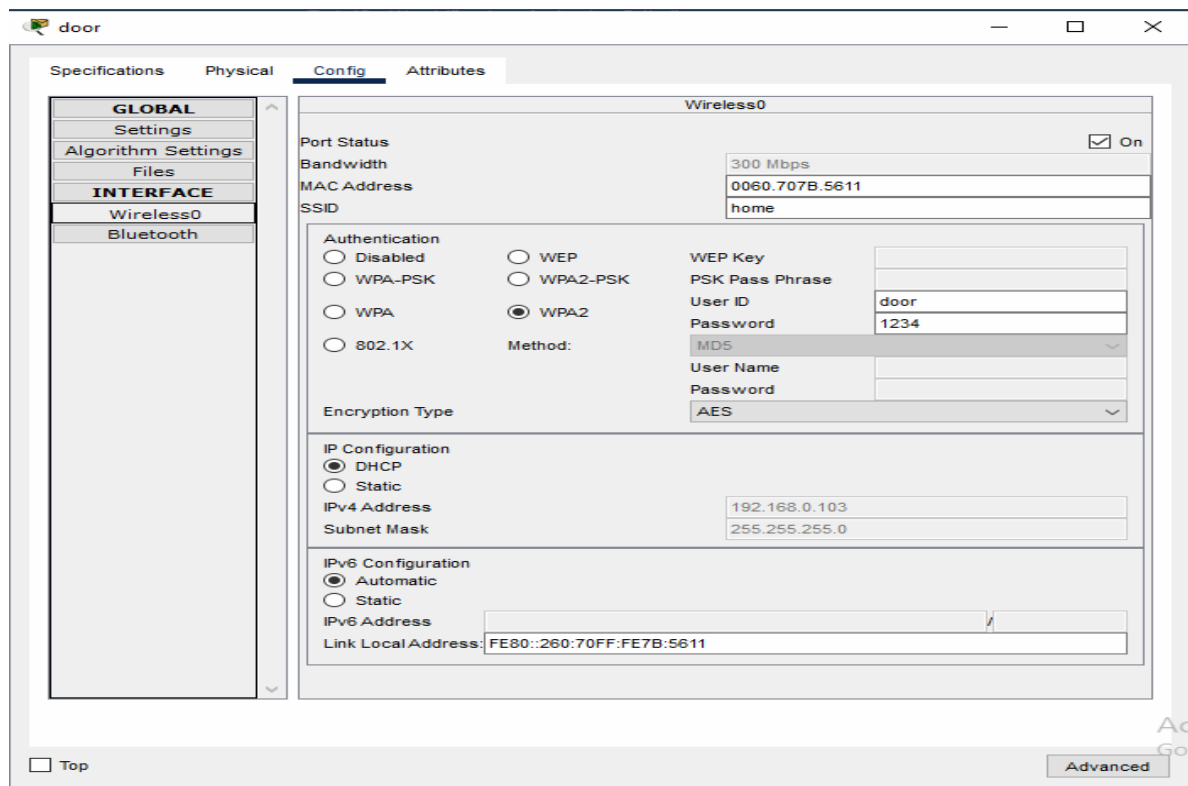 door
Specifications Physical Config Attributes
GLOBAL
Settings
Algorithm Settings
Files
INTERFACE
Wireless0
Bluetooth
Wireless0
Port Status On
Bandwidth 300 Mbps
MAC Address 0060.707B.5611
SSID home
Authentication
Disabled WEP WEP Key
WPA-PSK WPA2-PSK PSK Pass Phrase
User ID door
WPA WPA2
Password 1234
802.1X Method: MD5
User Name
Password
Encryption Type AES
IP Configuration
DHCP
Static
IPv4 Address 192.168.0.103
Subnet Mask 255.255.255.0
IPv6 Configuration
Automatic
Static
IPv6 Address /
Link Local Address: FE80::260:70FF:FE7B:5611
Top Advanced